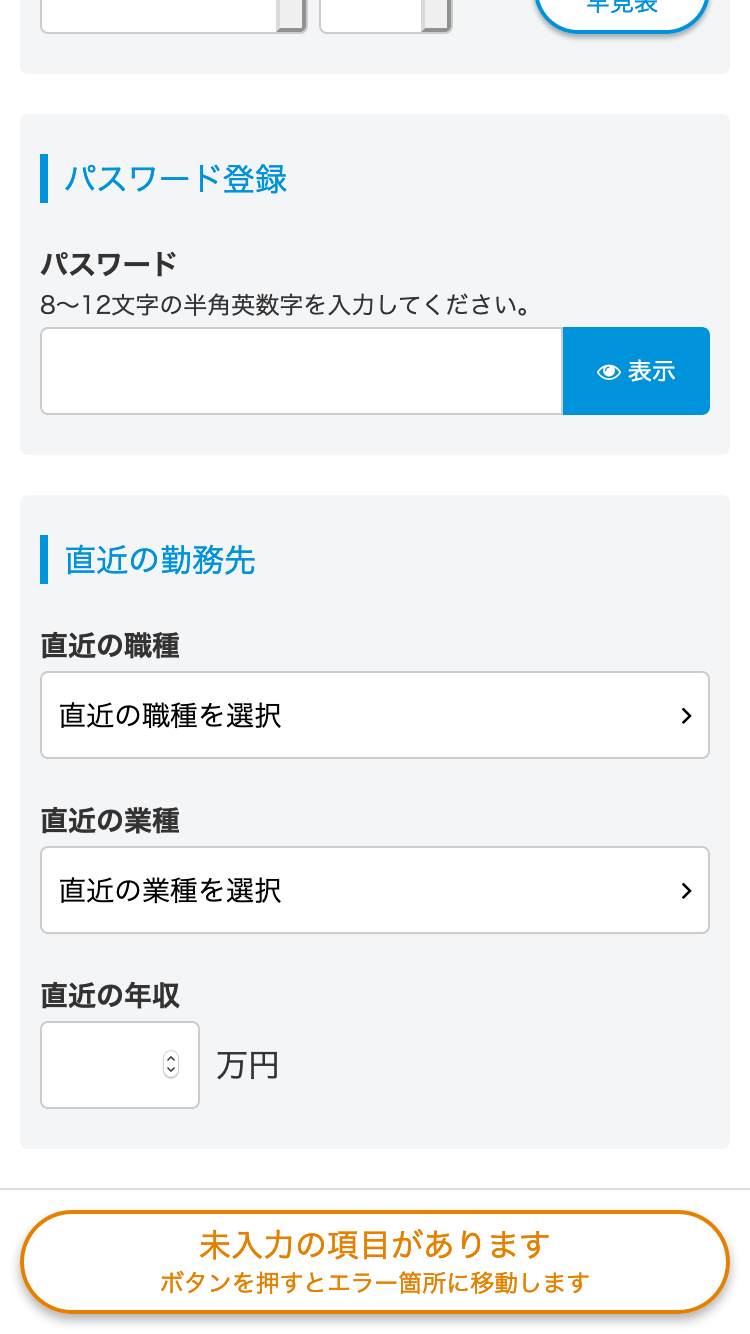 早見表
パスワード登録
パスワード
8〜12文字の半角英数字を入力してください。
表示
直近の勤務先
直近の職種
直近の職種を選択
直近の業種
直近の業種を選択
直近の年収
万円
未入力の項目があります
ボタンを押すとエラー箇所に移動します